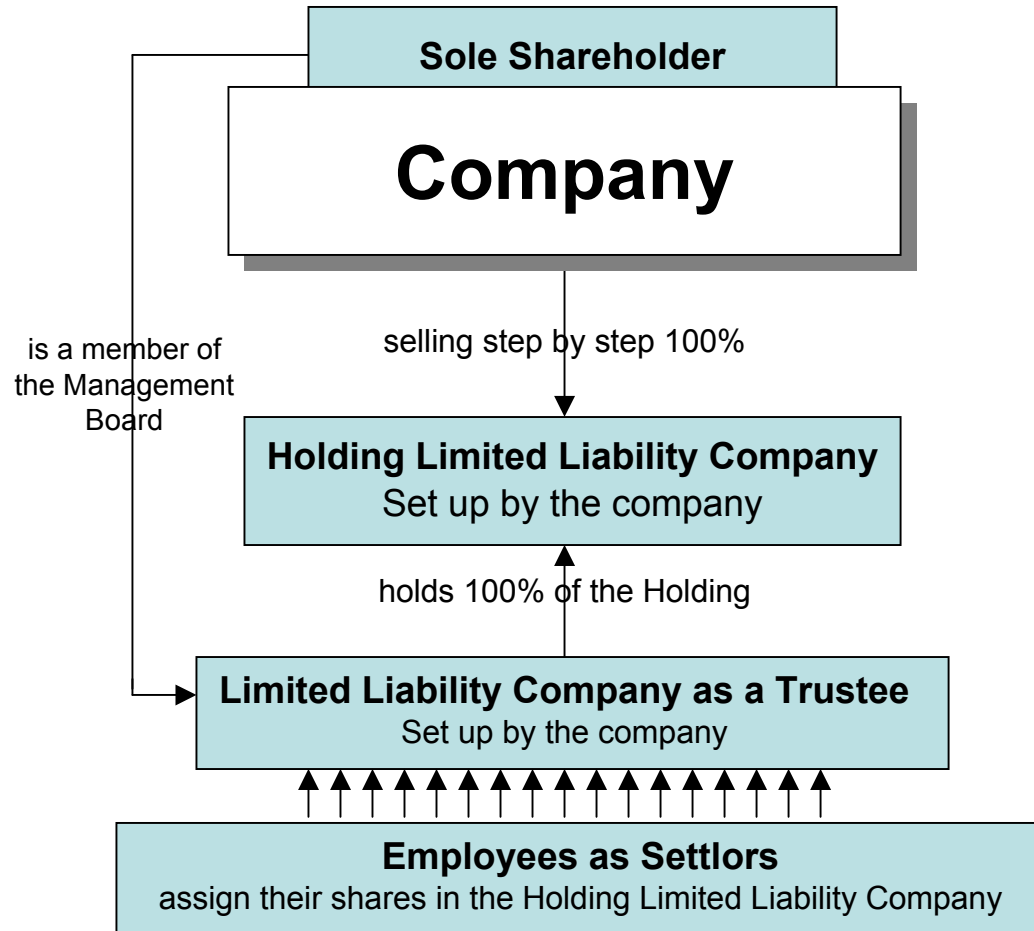 Sole Shareholder
Company
selling step by step 100%
is a member of
the Management
Board
Holding Limited Liability Company
Set up by the company
holds 100% of the Holding
Limited Liability Company as a Trustee
Set up by the company
Employees as Settlors
assign their shares in the Holding Limited Liability Company